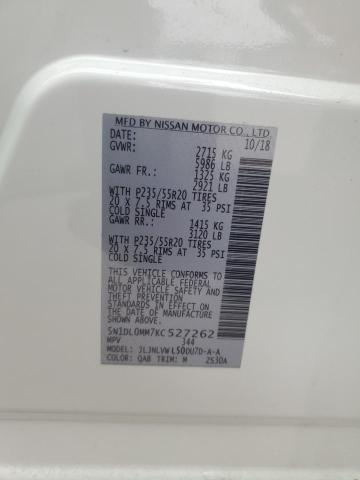 MFD BY NISSAN MOTOR CO., LTD.
DATE: 10/18
GVWR: 2715 KG
5986 LB
GAWR FR.: 1325 KG
2921 LB
WITH P235/55R20 TIRES
20 X 7.5 RIMS AT 35 PSI
COLD SINGLE
GAWR RR.: 1415 KG
3120 LB
WITH P235/55R20 TIRES
20 X 7.5 RIMS AT 35 PSI
COLD SINGLE
THIS VEHICLE CONFORMS TO
ALL APPLICABLE FEDERAL
MOTOR VEHICLE SAFETY
STANDARDS IN EFFECT ON THE
DATE OF MANUFACTURE
SHOWN ABOVE.
5N1DL0MM7KC527262
MPV 344
MODEL: JLJNLVWL50UU7D-A-A
COLOR: QAB TRIM: M 2530A